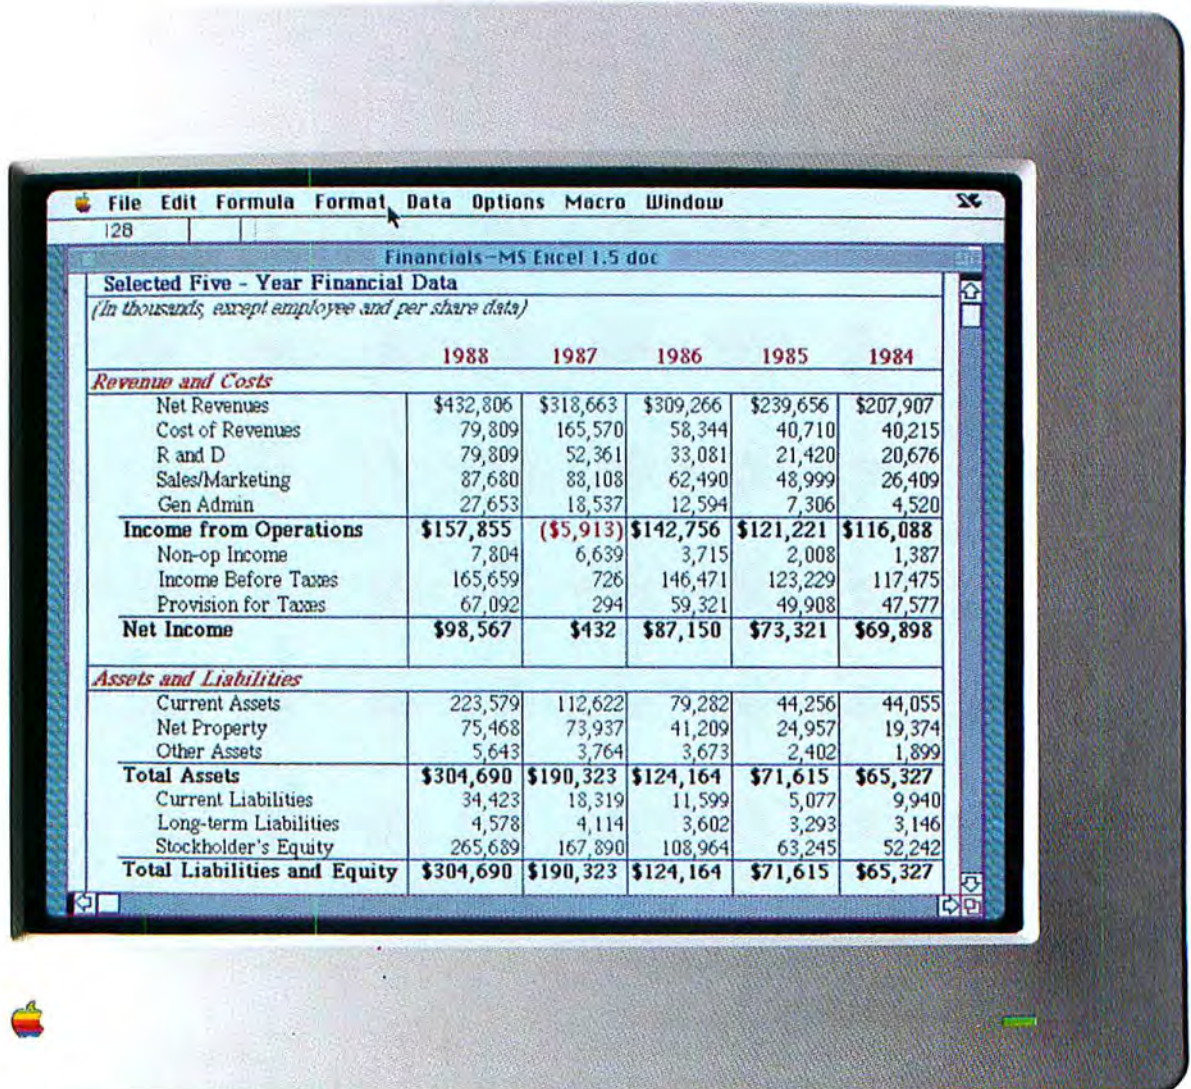 File Edit Formula Format Data Options Macro Window
I28
Financials–MS Excel 1.5 doc
Selected Five - Year Financial Data
(In thousands, except employee and per share data)
1988 1987 1986 1985 1984
Revenue and Costs
Net Revenues $432,806 $318,663 $309,266 $239,656 $207,907
Cost of Revenues 79,809 165,570 58,344 40,710 40,215
R and D 79,809 52,361 33,081 21,420 20,676
Sales/Marketing 87,680 88,108 62,490 48,999 26,409
Gen Admin 27,653 18,537 12,594 7,306 4,520
Income from Operations $157,855 ($5,913) $142,756 $121,221 $116,088
Non-op Income 7,804 6,639 3,715 2,008 1,387
Income Before Taxes 165,659 726 146,471 123,229 117,475
Provision for Taxes 67,092 294 59,321 49,908 47,577
Net Income $98,567 $432 $87,150 $73,321 $69,898
Assets and Liabilities
Current Assets 223,579 112,622 79,282 44,256 44,055
Net Property 75,468 73,937 41,209 24,957 19,374
Other Assets 5,643 3,764 3,673 2,402 1,899
Total Assets $304,690 $190,323 $124,164 $71,615 $65,327
Current Liabilities 34,423 18,319 11,599 5,077 9,940
Long-term Liabilities 4,578 4,114 3,602 3,293 3,146
Stockholder's Equity 265,689 167,890 108,964 63,245 52,242
Total Liabilities and Equity $304,690 $190,323 $124,164 $71,615 $65,327